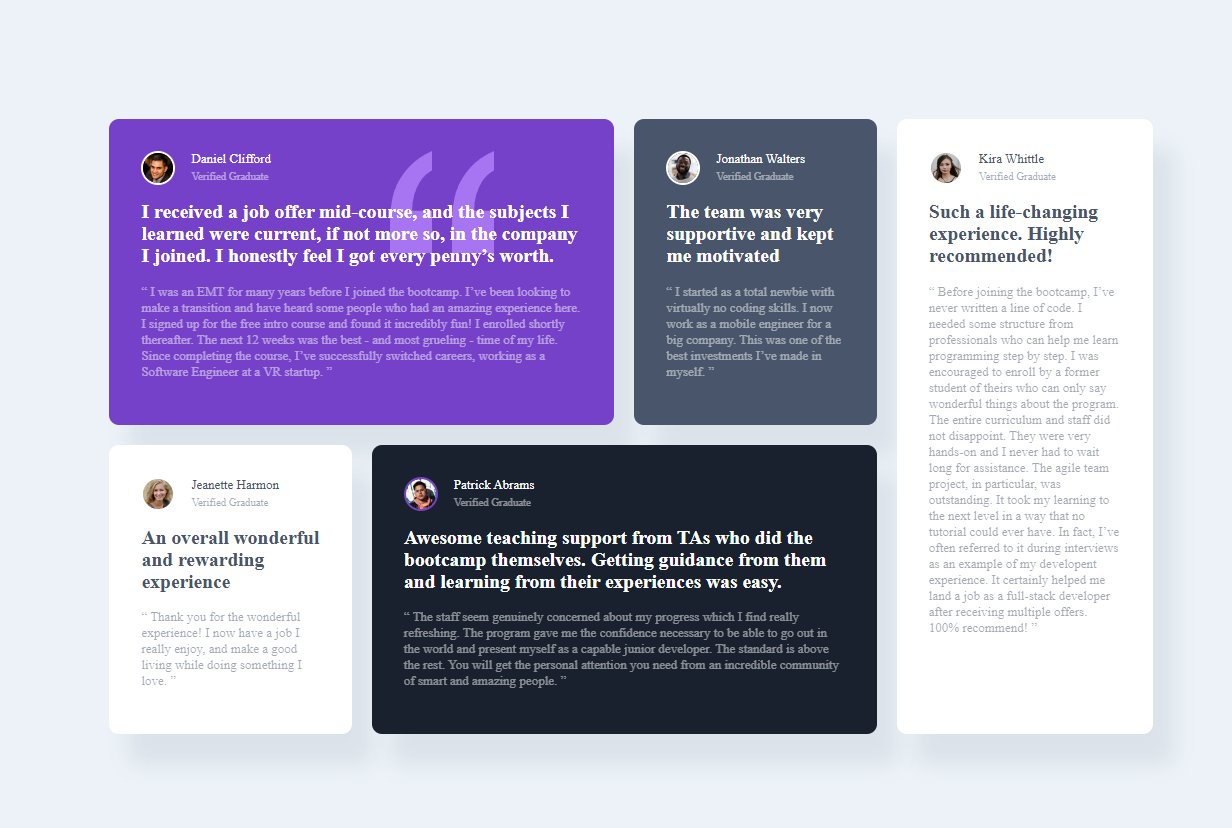 Daniel Clifford
Verified Graduate
I received a job offer mid-course, and the subjects I
learned were current, if not more so, in the company
I joined. I honestly feel I got every penny’s worth.
“ I was an EMT for many years before I joined the bootcamp. I’ve been looking to
make a transition and have heard some people who had an amazing experience here.
I signed up for the free intro course and found it incredibly fun! I enrolled shortly
thereafter. The next 12 weeks was the best - and most grueling - time of my life.
Since completing the course, I’ve successfully switched careers, working as a
Software Engineer at a VR startup. ”
Jonathan Walters
Verified Graduate
The team was very
supportive and kept
me motivated
“ I started as a total newbie with
virtually no coding skills. I now
work as a mobile engineer for a
big company. This was one of the
best investments I’ve made in
myself. ”
Kira Whittle
Verified Graduate
Such a life-changing
experience. Highly
recommended!
“ Before joining the bootcamp, I’ve
never written a line of code. I
needed some structure from
professionals who can help me learn
programming step by step. I was
encouraged to enroll by a former
student of theirs who can only say
wonderful things about the program.
The entire curriculum and staff did
not disappoint. They were very
hands-on and I never had to wait
long for assistance. The agile team
project, in particular, was
outstanding. It took my learning to
the next level in a way that no
tutorial could ever have. In fact, I’ve
often referred to it during interviews
as an example of my developent
experience. It certainly helped me
land a job as a full-stack developer
after receiving multiple offers.
100% recommend! ”
Jeanette Harmon
Verified Graduate
An overall wonderful
and rewarding
experience
“ Thank you for the wonderful
experience! I now have a job I
really enjoy, and make a good
living while doing something I
love. ”
Patrick Abrams
Verified Graduate
Awesome teaching support from TAs who did the
bootcamp themselves. Getting guidance from them
and learning from their experiences was easy.
“ The staff seem genuinely concerned about my progress which I find really
refreshing. The program gave me the confidence necessary to be able to go out in
the world and present myself as a capable junior developer. The standard is above
the rest. You will get the personal attention you need from an incredible community
of smart and amazing people. ”